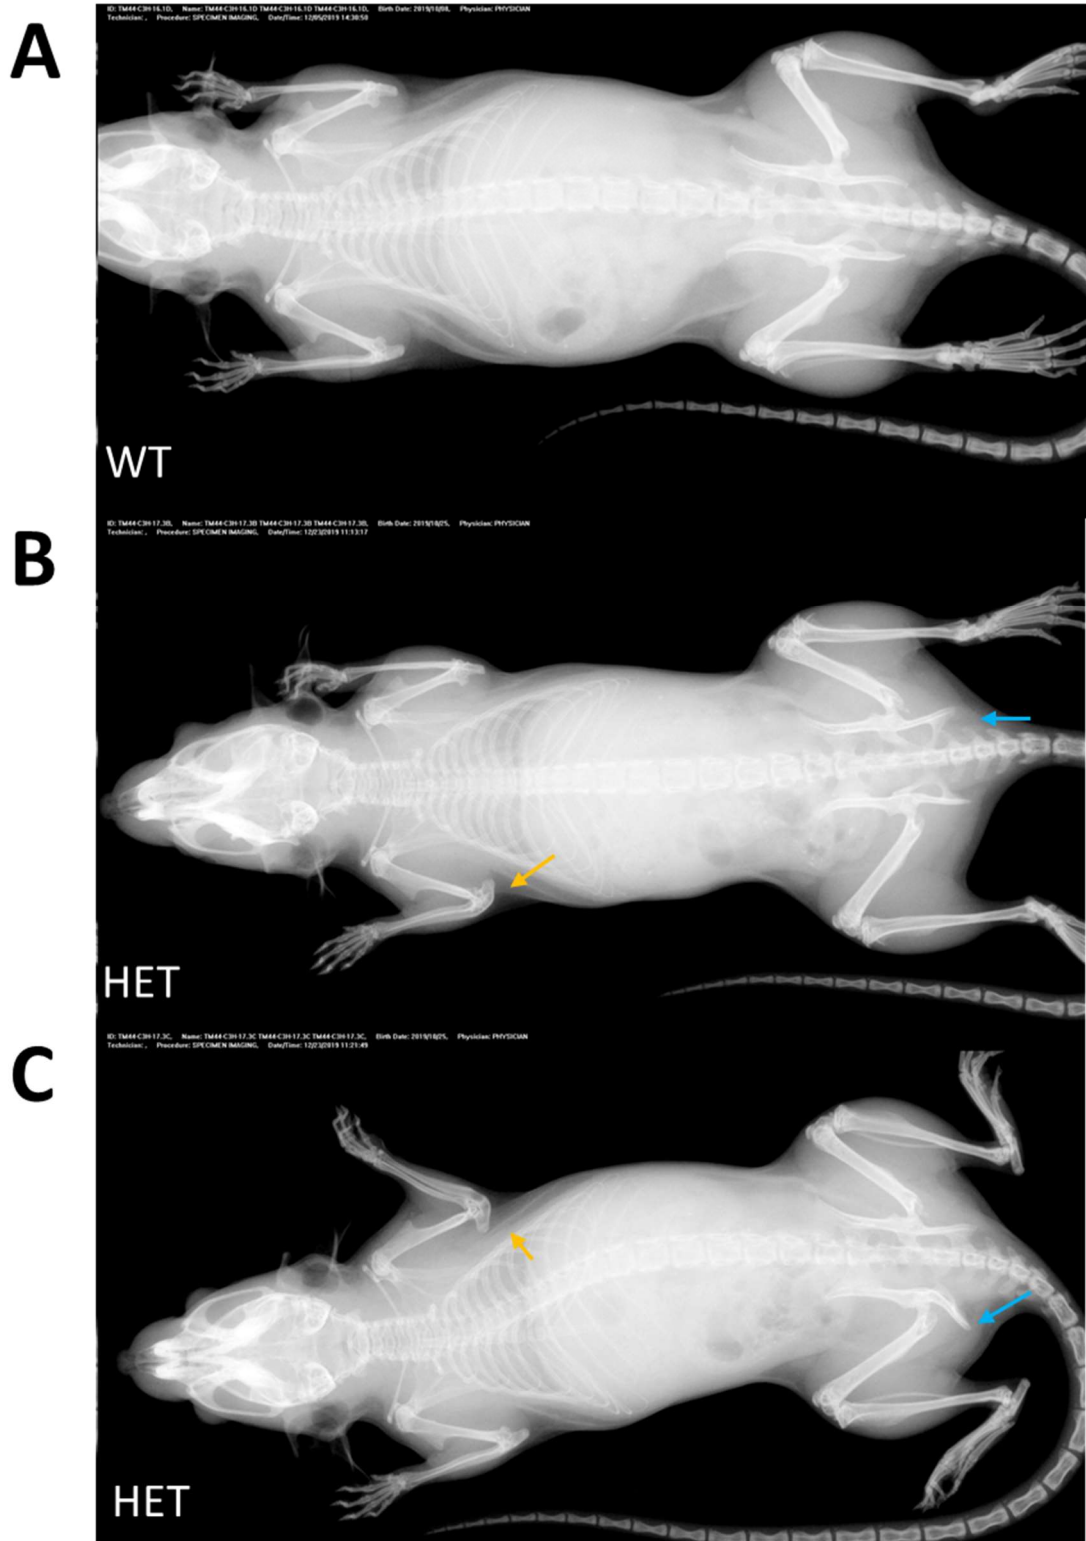 A
ID: TM44-C3H-16.1D, Name: TM44-C3H-16.1D TM44-C3H-16.1D TM44-C3H-16.1D, Birth Date: 2019/10/08, Physician: PHYSICIAN
Technician: , Procedure: SPECIMEN IMAGING, Date/Time: 12/05/2019 14:38:50
WT
B
ID: TM44-C3H-17.3B, Name: TM44-C3H-17.3B TM44-C3H-17.3B TM44-C3H-17.3B, Birth Date: 2019/10/25, Physician: PHYSICIAN
Technician: , Procedure: SPECIMEN IMAGING, Date/Time: 12/23/2019 11:13:17
HET
C
ID: TM44-C3H-17.3C, Name: TM44-C3H-17.3C TM44-C3H-17.3C TM44-C3H-17.3C, Birth Date: 2019/10/25, Physician: PHYSICIAN
Technician: , Procedure: SPECIMEN IMAGING, Date/Time: 12/23/2019 11:21:49
HET